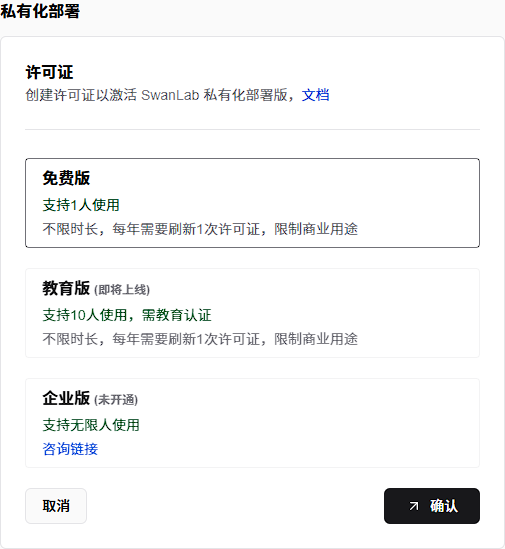 私有化部署
许可证
创建许可证以激活 SwanLab 私有化部署版，文档
免费版
支持1人使用
不限时长，每年需要刷新1次许可证，限制商业用途
教育版 (即将上线)
支持10人使用，需教育认证
不限时长，每年需要刷新1次许可证，限制商业用途
企业版 (未开通)
支持无限人使用
咨询链接
取消
确认